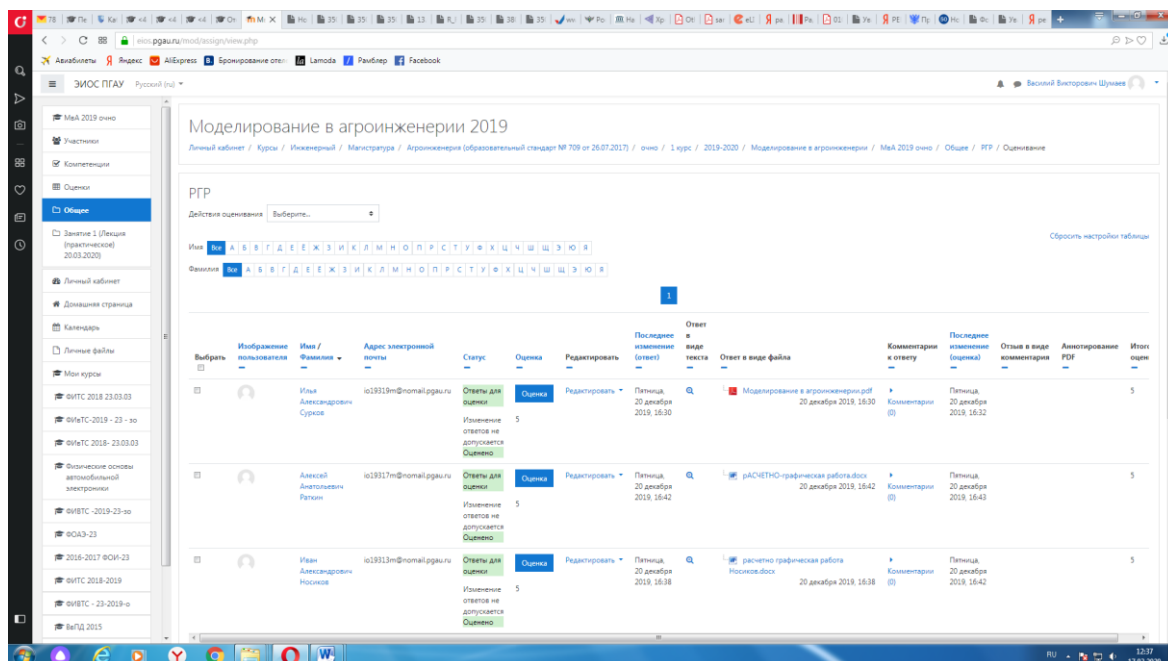 eios.pgau.ru/mod/assign/view.php
Авиабилеты Яндекс AliExpress Бронирование отел Lamoda Рамблер Facebook
ЭИОС ПГАУ Русский (ru)
Василий Викторович Шумаев
МвА 2019 очно
Участники
Компетенции
Оценки
Общее
Занятие 1 (Лекция
(практическое)
20.03.2020)
Личный кабинет
Домашняя страница
Календарь
Личные файлы
Мои курсы
ФИТС 2018 23.03.03
ФИвТС-2019 - 23 - зо
ФИвТС 2018- 23.03.03
Физические основы
автомобильной
электроники
ФИВТС -2019-23-зо
ФОАЭ-23
2016-2017 ФОИ-23
ФИТС 2018-2019
ФИВТС - 23-2019-о
ВвПД 2015
Моделирование в агроинженерии 2019
Личный кабинет / Курсы / Инженерный / Магистратура / Агроинженерия (образовательный стандарт № 709 от 26.07.2017) / очно / 1 курс / 2019-2020 / Моделирование в агроинженерии / МвА 2019 очно / Общее / РГР / Оценивание
РГР
Действия оценивания Выберите...
Сбросить настройки таблицы
Имя Все А Б В Г Д Е Ё Ж З И К Л М Н О П Р С Т У Ф Х Ц Ч Ш Щ Э Ю Я
Фамилия Все А Б В Г Д Е Ё Ж З И К Л М Н О П Р С Т У Ф Х Ц Ч Ш Щ Э Ю Я
1
Выбрать
Изображение
пользователя
Имя /
Фамилия
Адрес электронной
почты
Статус
Оценка
Редактировать
Последнее
изменение
(ответ)
Ответ
в
виде
текста
Ответ в виде файла
Комментарии
к ответу
Последнее
изменение
(оценка)
Отзыв в виде
комментария
Аннотирование
PDF
Итого
оцен
Илья
Александрович
Сурков
io19319m@nomail.pgau.ru
Ответы для
оценки
Изменение
ответов не
допускается
Оценено
Оценка
5
Редактировать
Пятница,
20 декабря
2019, 16:30
Моделирование в агроинженерии.pdf
20 декабря 2019, 16:30
Комментарии
(0)
Пятница,
20 декабря
2019, 16:32
5
Алексей
Анатольевич
Раткин
io19317m@nomail.pgau.ru
Ответы для
оценки
Изменение
ответов не
допускается
Оценено
Оценка
5
Редактировать
Пятница,
20 декабря
2019, 16:42
рАСЧЕТНО-графическая работа.docx
20 декабря 2019, 16:42
Комментарии
(0)
Пятница,
20 декабря
2019, 16:43
5
Иван
Александрович
Носиков
io19313m@nomail.pgau.ru
Ответы для
оценки
Изменение
ответов не
допускается
Оценено
Оценка
5
Редактировать
Пятница,
20 декабря
2019, 16:38
расчетно графическая работа
Носиков.docx
20 декабря 2019, 16:38
Комментарии
(0)
Пятница,
20 декабря
2019, 16:42
5
RU
12:37